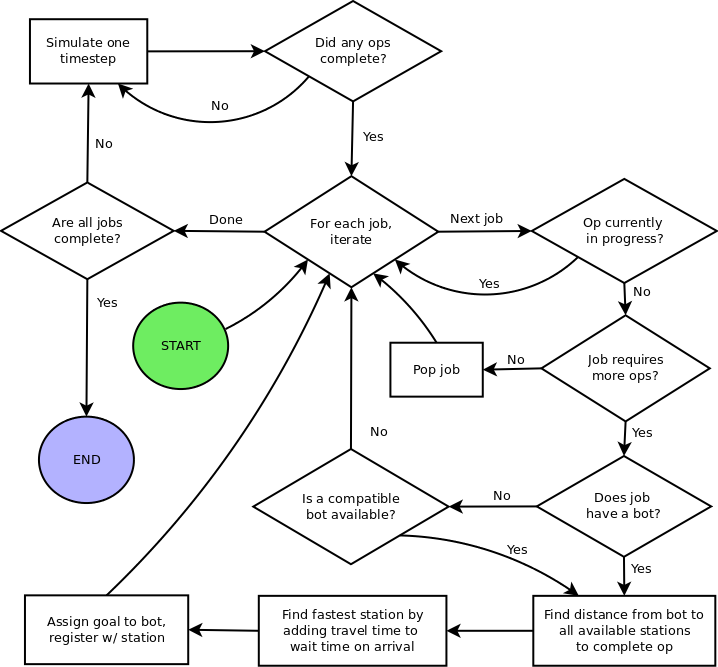 Simulate one
timestep
Did any ops
complete?
No
Yes
No
Are all jobs
complete?
Done
For each job,
iterate
Next job
Op currently
in progress?
Yes
No
Yes
START
Pop job
No
Job requires
more ops?
Yes
END
No
Is a compatible
bot available?
No
Does job
have a bot?
Yes
Yes
Assign goal to bot,
register w/ station
Find fastest station by
adding travel time to
wait time on arrival
Find distance from bot to
all available stations
to complete op